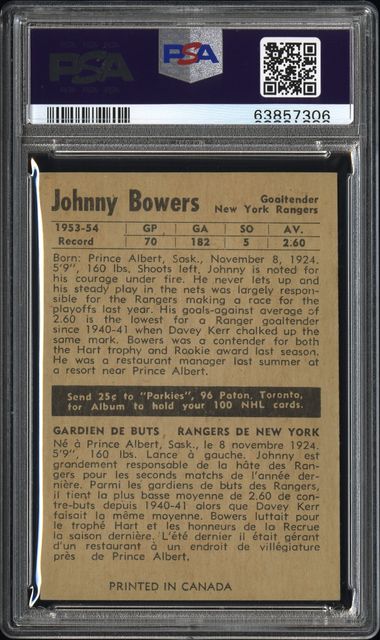 PSA
PSA
63857306
Johnny Bowers
Goaltender
New York Rangers
1953-54 GP GA SO AV.
Record 70 182 5 2.60
Born: Prince Albert, Sask., November 8, 1924.
5'9", 160 lbs. Shoots left. Johnny is noted for
his courage under fire. He never lets up and
his steady play in the nets was largely respon-
sible for the Rangers making a race for the
playoffs last year. His goals-against average of
2.60 is the lowest for a Ranger goaltender
since 1940-41 when Davey Kerr chalked up the
same mark. Bowers was a contender for both
the Hart trophy and Rookie award last season.
He was a restaurant manager last summer at
a resort near Prince Albert.
Send 25¢ to "Parkies", 96 Paton, Toronto,
for Album to hold your 100 NHL cards.
GARDIEN DE BUTS , RANGERS DE NEW YORK
Né à Prince Albert, Sask., le 8 novembre 1924.
5'9", 160 lbs. Lance à gauche. Johnny est
grandement responsable de la hâte des Ran-
gers pour les seconds matchs de l'année der-
nière. Parmi les gardiens de buts des Rangers,
il tient la plus basse moyenne de 2.60 de con-
tre-buts depuis 1940-41 alors que Davey Kerr
faisait la même moyenne. Bowers luttait pour
le trophé Hart et les honneurs de la Recrue
la saison dernière. L'été dernier il était gérant
d'un restaurant à un endroit de villégiature
près de Prince Albert.
PRINTED IN CANADA